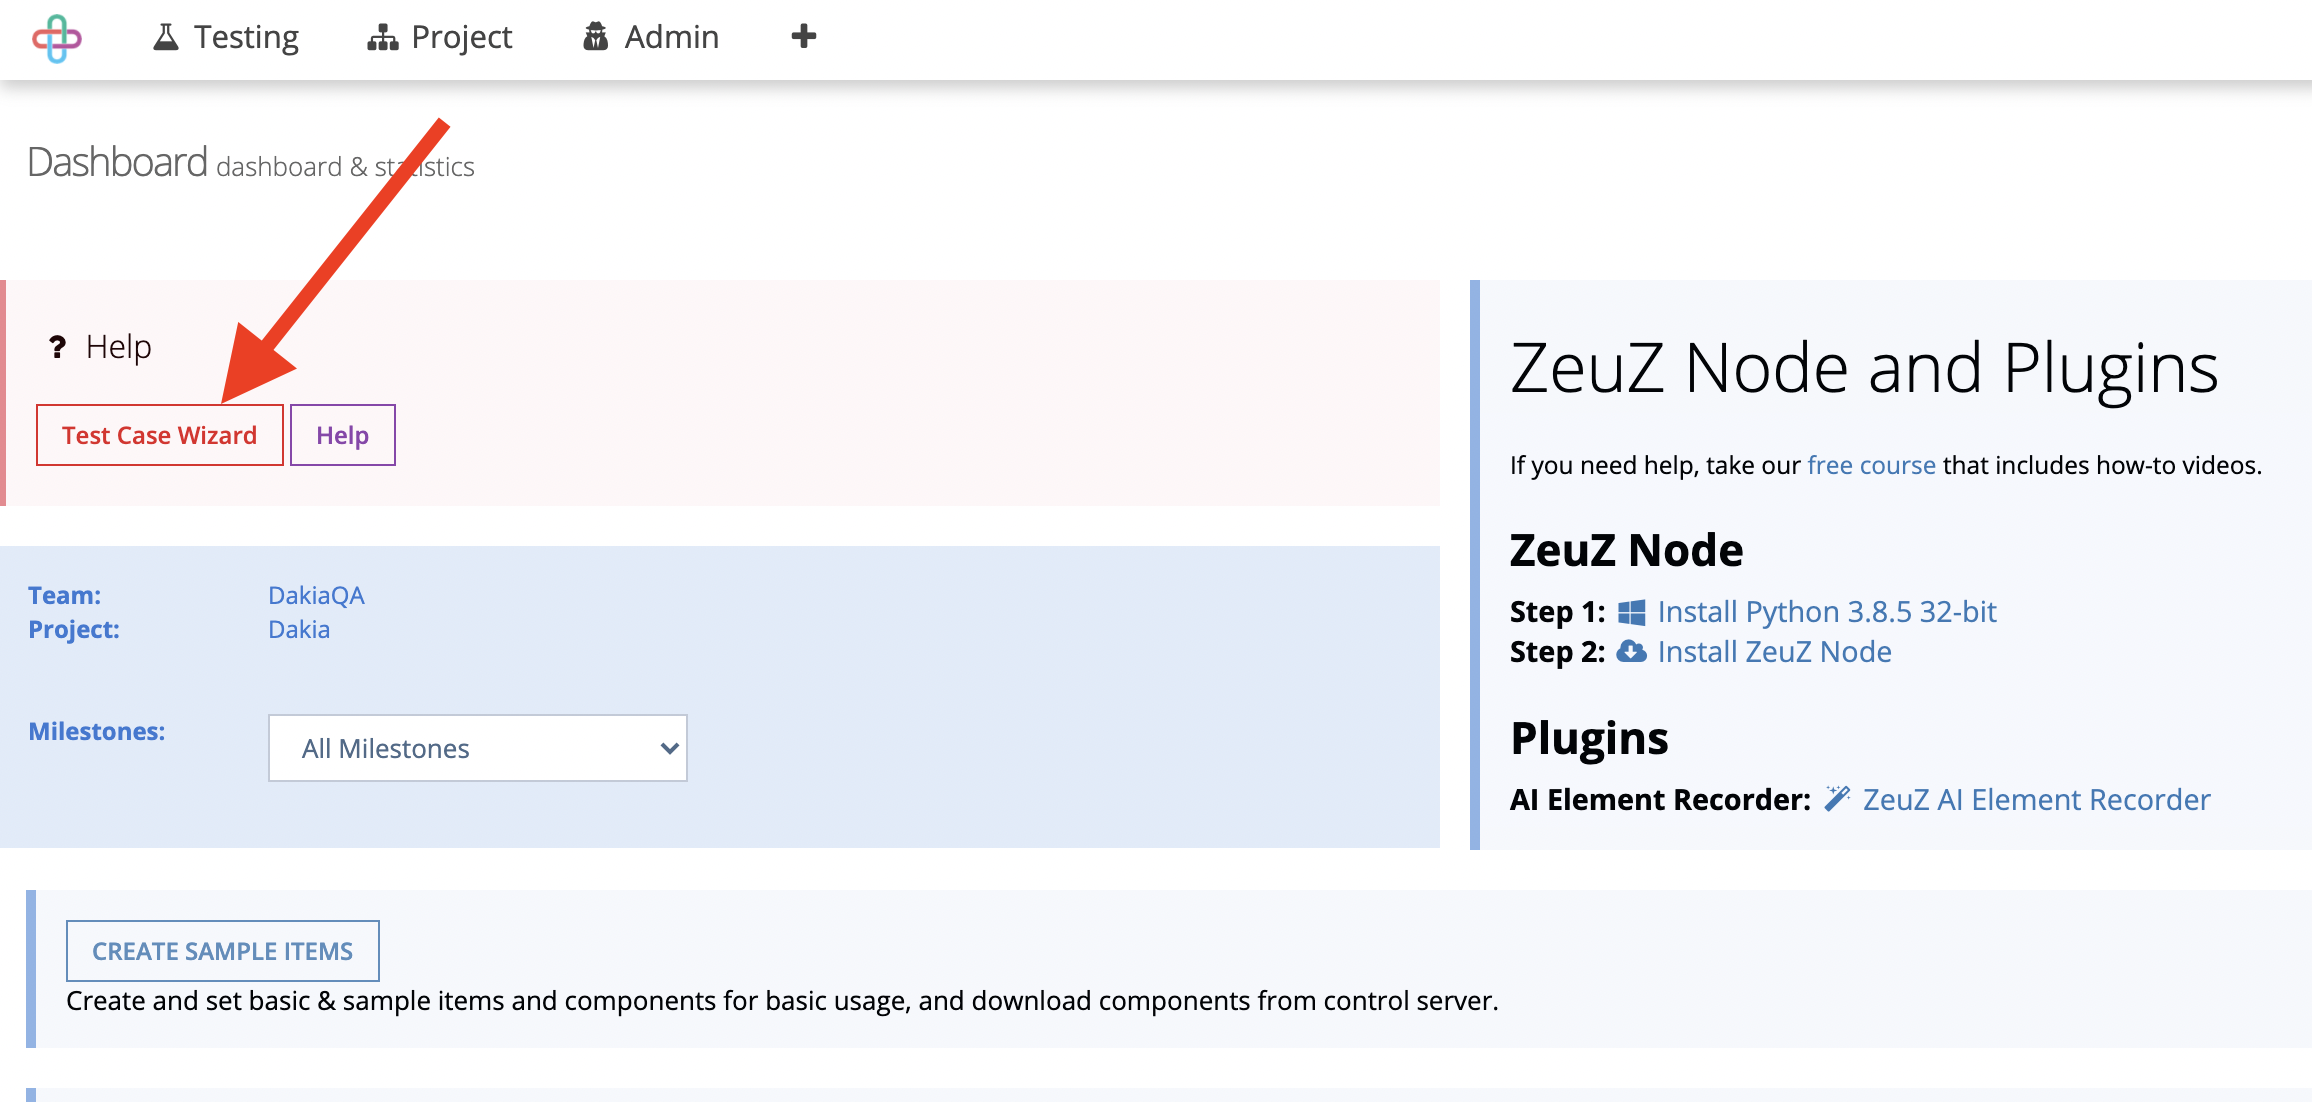 Testing Project Admin
Dashboard dashboard & statistics
? Help
Test Case Wizard Help
Team: DakiaQA
Project: Dakia
Milestones: All Milestones
ZeuZ Node and Plugins
If you need help, take our free course that includes how-to videos.
ZeuZ Node
Step 1: Install Python 3.8.5 32-bit
Step 2: Install ZeuZ Node
Plugins
AI Element Recorder: ZeuZ AI Element Recorder
CREATE SAMPLE ITEMS
Create and set basic & sample items and components for basic usage, and download components from control server.